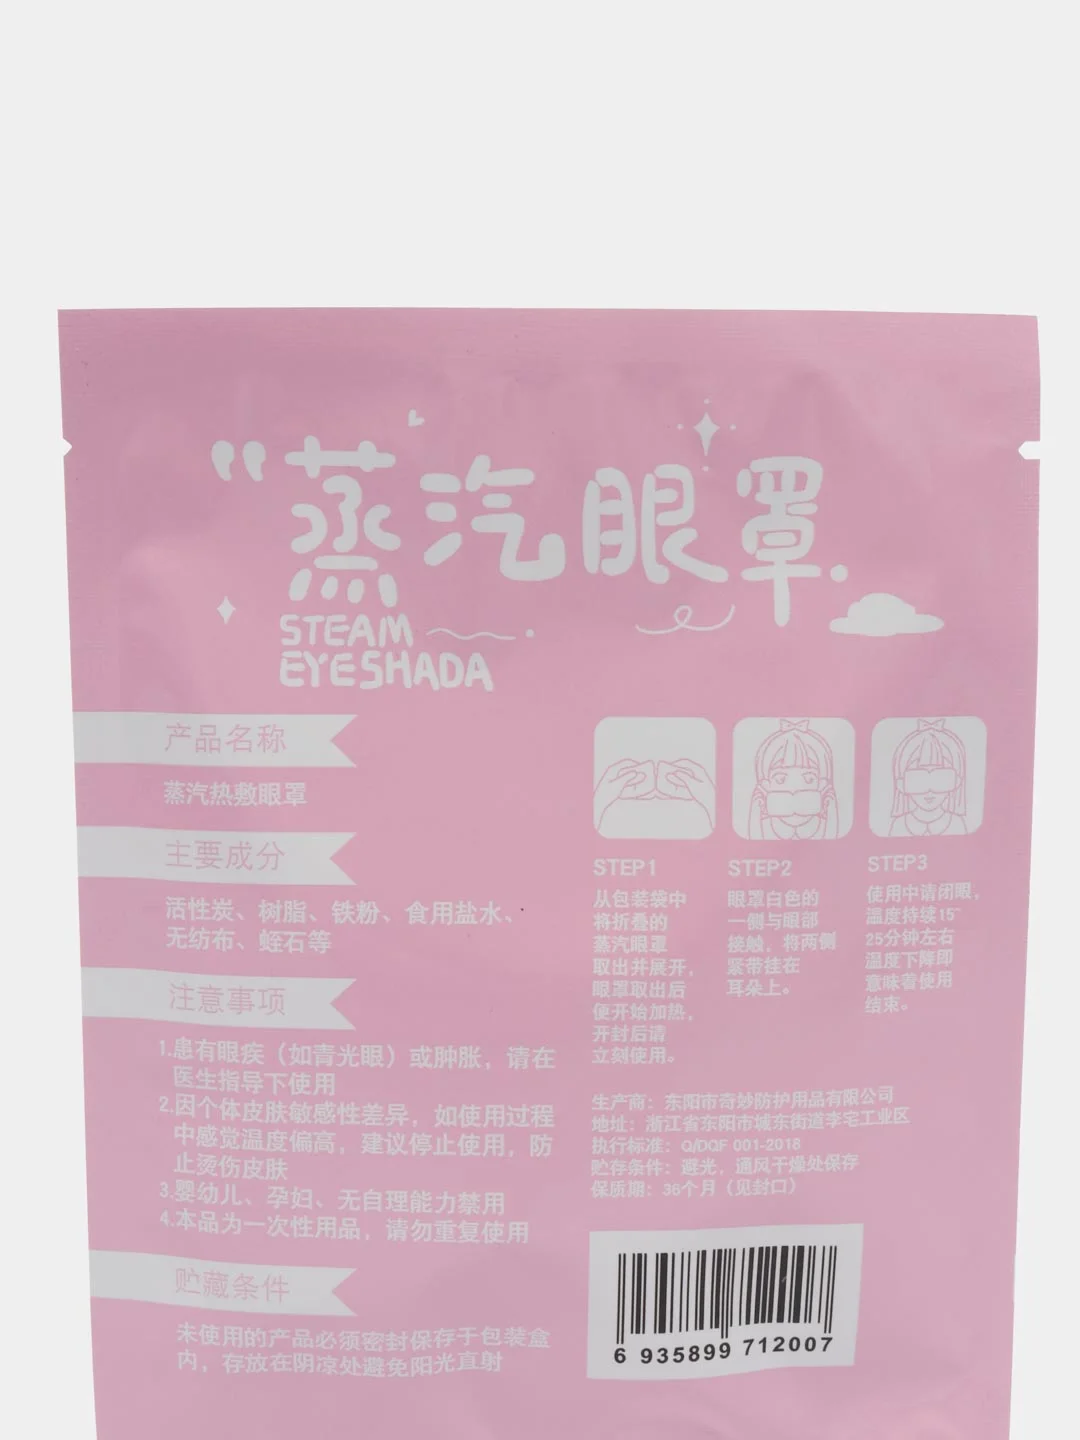 “蒸汽眼罩
STEAM
EYESHADA
产品名称
蒸汽热敷眼罩
主要成分
活性炭、树脂、铁粉、食用盐水、
无纺布、蛭石等
注意事项
1.患有眼疾（如青光眼）或肿胀，请在
医生指导下使用
2.因个体皮肤敏感性差异，如使用过程
中感觉温度偏高，建议停止使用，防
止烫伤皮肤
3.婴幼儿、孕妇、无自理能力禁用
4.本品为一次性用品，请勿重复使用
贮藏条件
未使用的产品必须密封保存于包装盒
内，存放在阴凉处避免阳光直射
STEP1
从包装袋中
将折叠的
蒸汽眼罩
取出并展开，
眼罩取出后
便开始加热，
开封后请
立刻使用。
STEP2
眼罩白色的
一侧与眼部
接触，将两侧
紧带挂在
耳朵上。
STEP3
使用中请闭眼，
温度持续15~
25分钟左右
温度下降即
意味着使用
结束。
生产商：东阳市奇妙防护用品有限公司
地址：浙江省东阳市城东街道李宅工业区
执行标准：Q/DQF 001-2018
贮存条件：避光，通风干燥处保存
保质期：36个月（见封口）
6 935899 712007